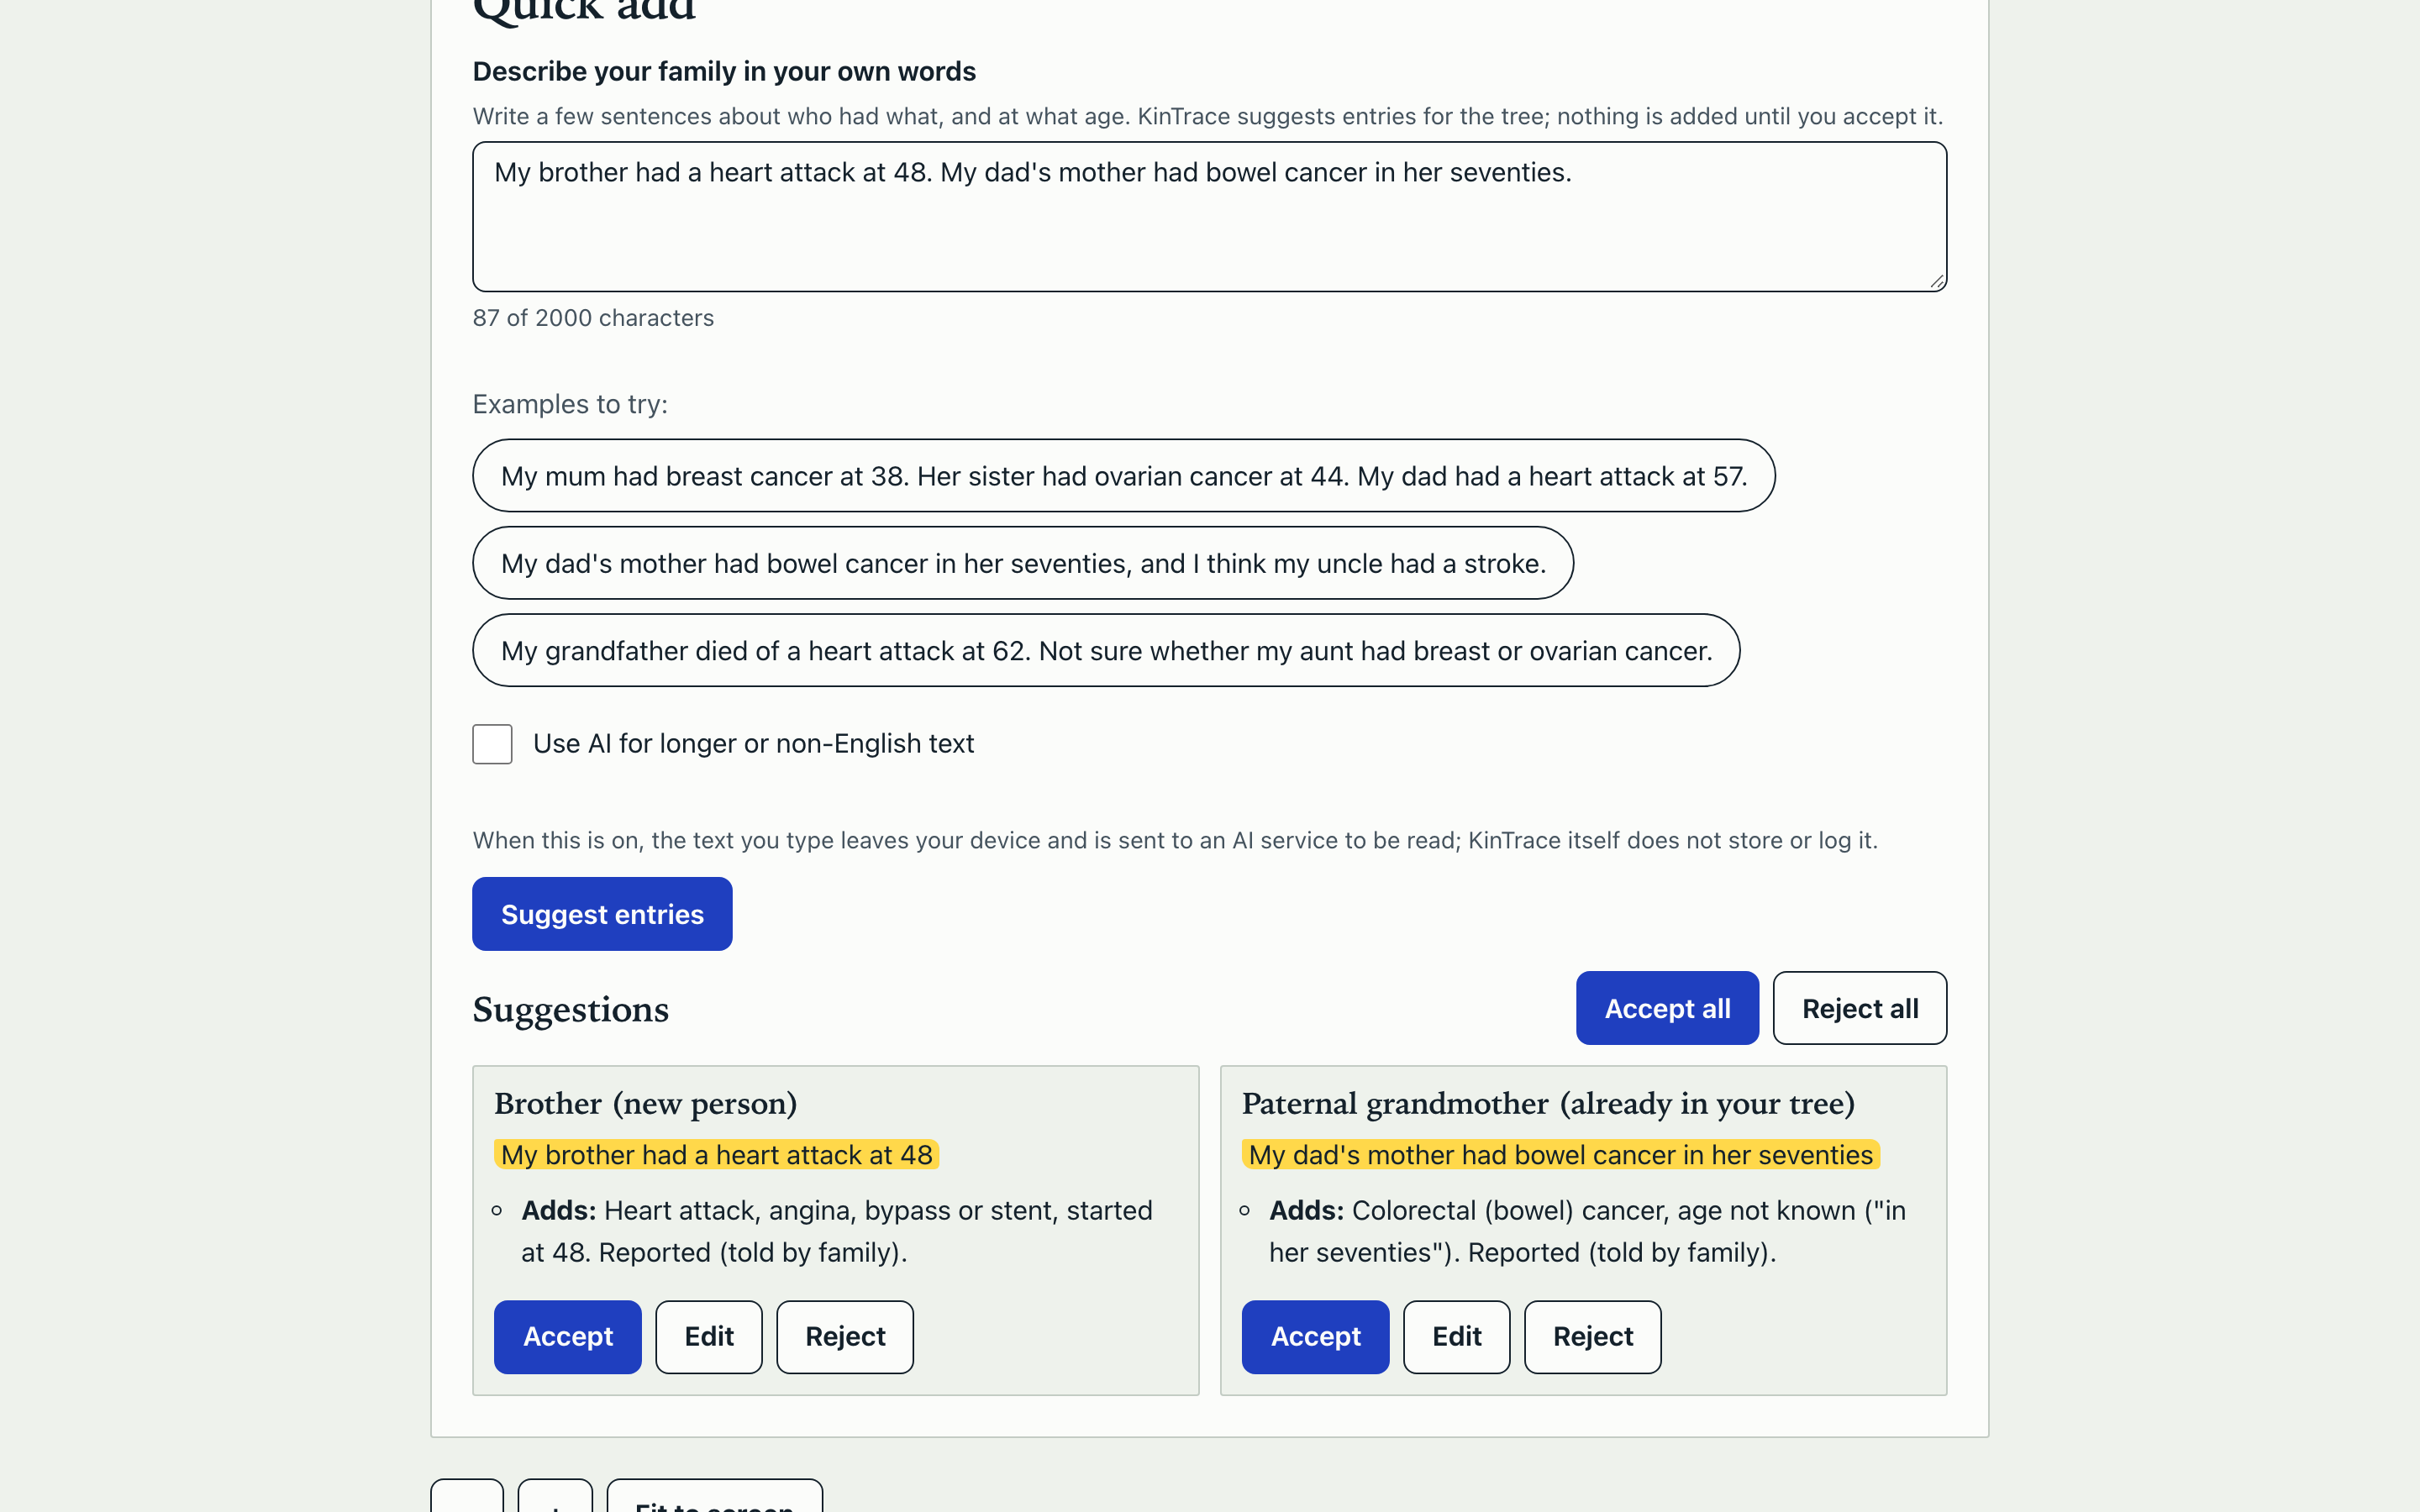 Quick add
Describe your family in your own words
Write a few sentences about who had what, and at what age. KinTrace suggests entries for the tree; nothing is added until you accept it.
My brother had a heart attack at 48. My dad's mother had bowel cancer in her seventies.
87 of 2000 characters
Examples to try:
My mum had breast cancer at 38. Her sister had ovarian cancer at 44. My dad had a heart attack at 57.
My dad's mother had bowel cancer in her seventies, and I think my uncle had a stroke.
My grandfather died of a heart attack at 62. Not sure whether my aunt had breast or ovarian cancer.
Use AI for longer or non-English text
When this is on, the text you type leaves your device and is sent to an AI service to be read; KinTrace itself does not store or log it.
Suggest entries
Suggestions
Accept all
Reject all
Brother (new person)
My brother had a heart attack at 48
Adds: Heart attack, angina, bypass or stent, started
at 48. Reported (told by family).
Accept
Edit
Reject
Paternal grandmother (already in your tree)
My dad's mother had bowel cancer in her seventies
Adds: Colorectal (bowel) cancer, age not known ("in
her seventies"). Reported (told by family).
Accept
Edit
Reject
Fit to screen